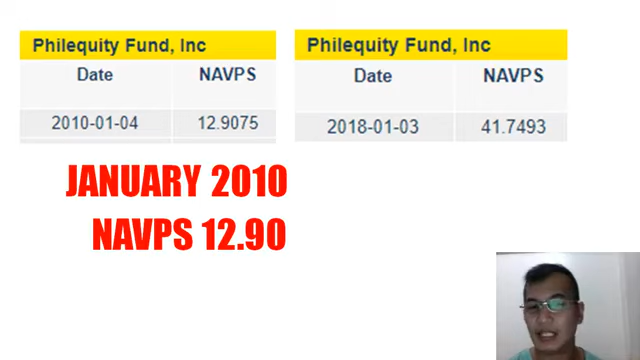 Philequity Fund, Inc
Date NAVPS
2010-01-04 12.9075
Philequity Fund, Inc
Date NAVPS
2018-01-03 41.7493
JANUARY 2010
NAVPS 12.90